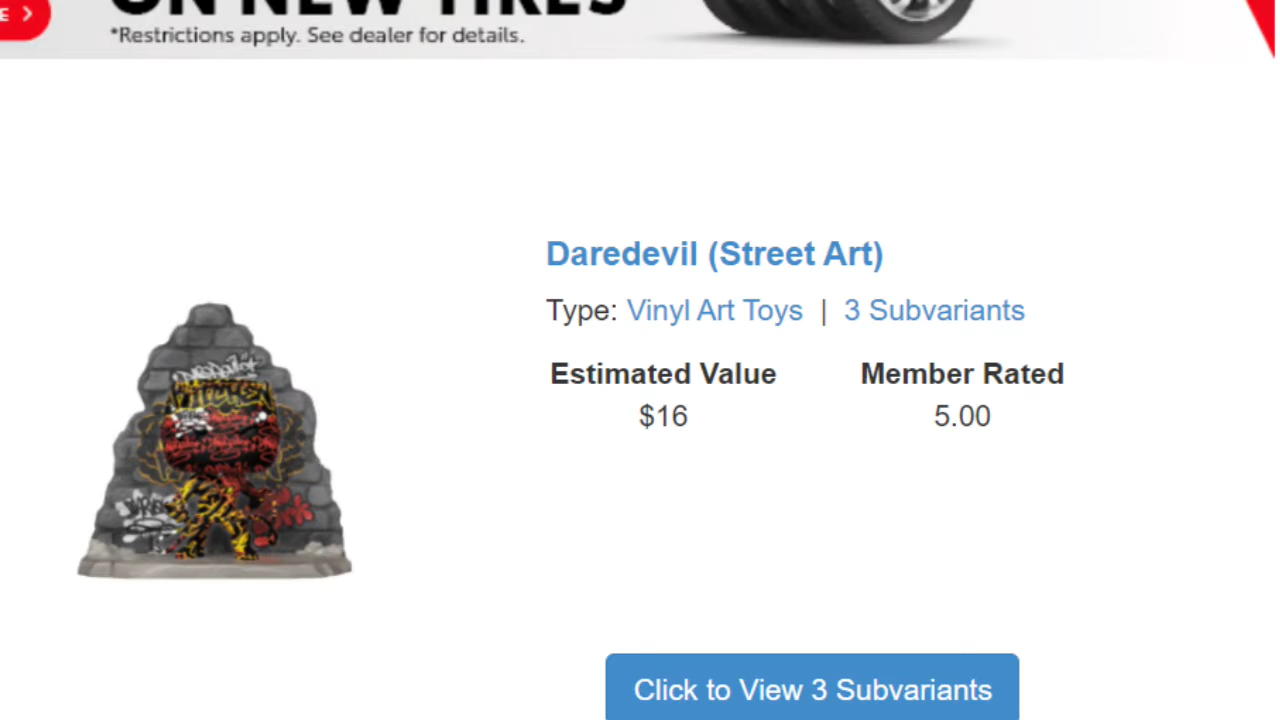 E >
ON NEW TIRES
*Restrictions apply. See dealer for details.
Daredevil (Street Art)
Type: Vinyl Art Toys | 3 Subvariants
Estimated Value Member Rated
$16 5.00
Click to View 3 Subvariants